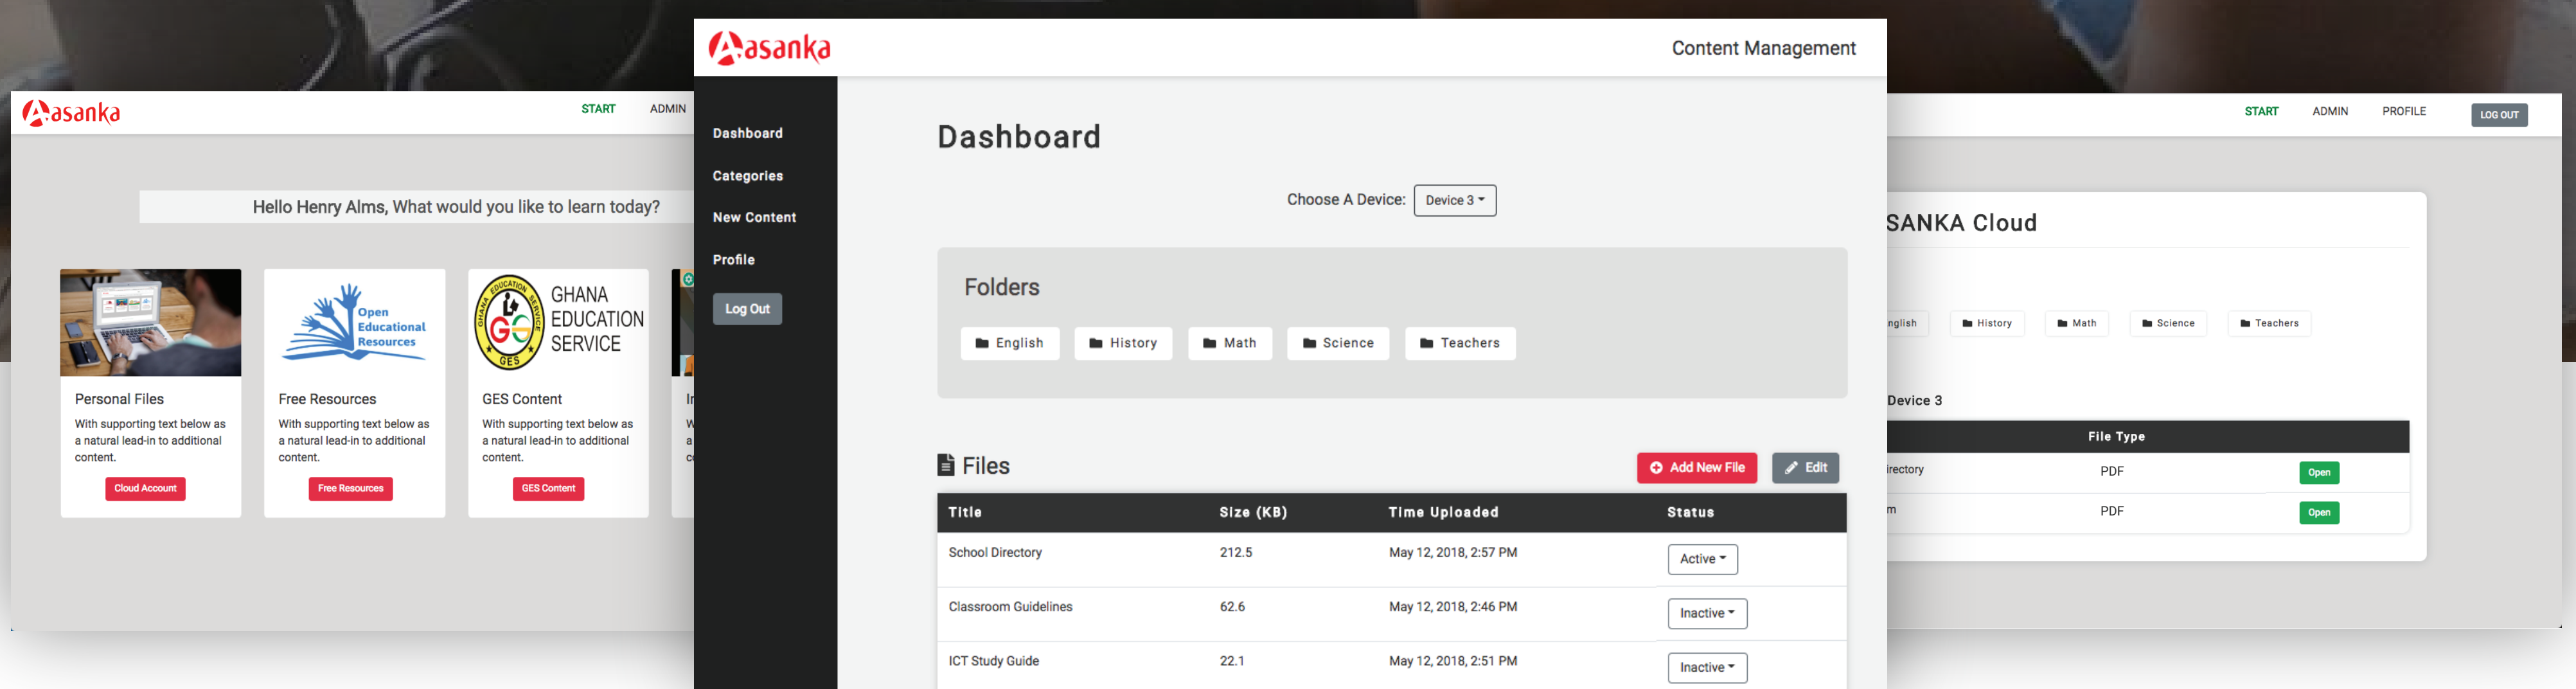 asanka
START ADMIN
Hello Henry Alms, What would you like to learn today?
Open
Educational
Resources
GHANA EDUCATION SERVICE
GES
GHANA
EDUCATION
SERVICE
Personal Files
With supporting text below as
a natural lead-in to additional
content.
Cloud Account
Free Resources
With supporting text below as
a natural lead-in to additional
content.
Free Resources
GES Content
With supporting text below as
a natural lead-in to additional
content.
GES Content
asanka
Content Management
Dashboard
Categories
New Content
Profile
Log Out
Dashboard
Choose A Device: Device 3
Folders
English History Math Science Teachers
Files
Add New File Edit
Title Size (KB) Time Uploaded Status
School Directory 212.5 May 12, 2018, 2:57 PM Active
Classroom Guidelines 62.6 May 12, 2018, 2:46 PM Inactive
ICT Study Guide 22.1 May 12, 2018, 2:51 PM Inactive
START ADMIN PROFILE LOG OUT
SANKA Cloud
nglish History Math Science Teachers
Device 3
File Type
irectory PDF Open
m PDF Open